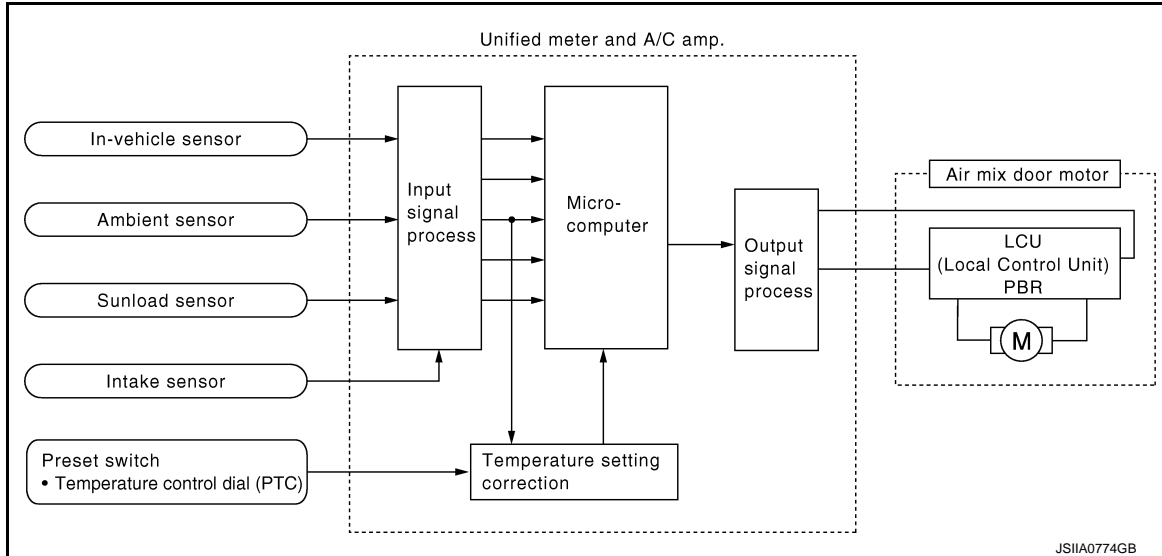 Unified meter and A/C amp.
In-vehicle sensor
Ambient sensor
Sunload sensor
Intake sensor
Preset switch
• Temperature control dial (PTC)
Input
signal
process
Micro-
computer
Temperature setting
correction
Output
signal
process
Air mix door motor
LCU
(Local Control Unit)
PBR
M
JSIIA0774GB